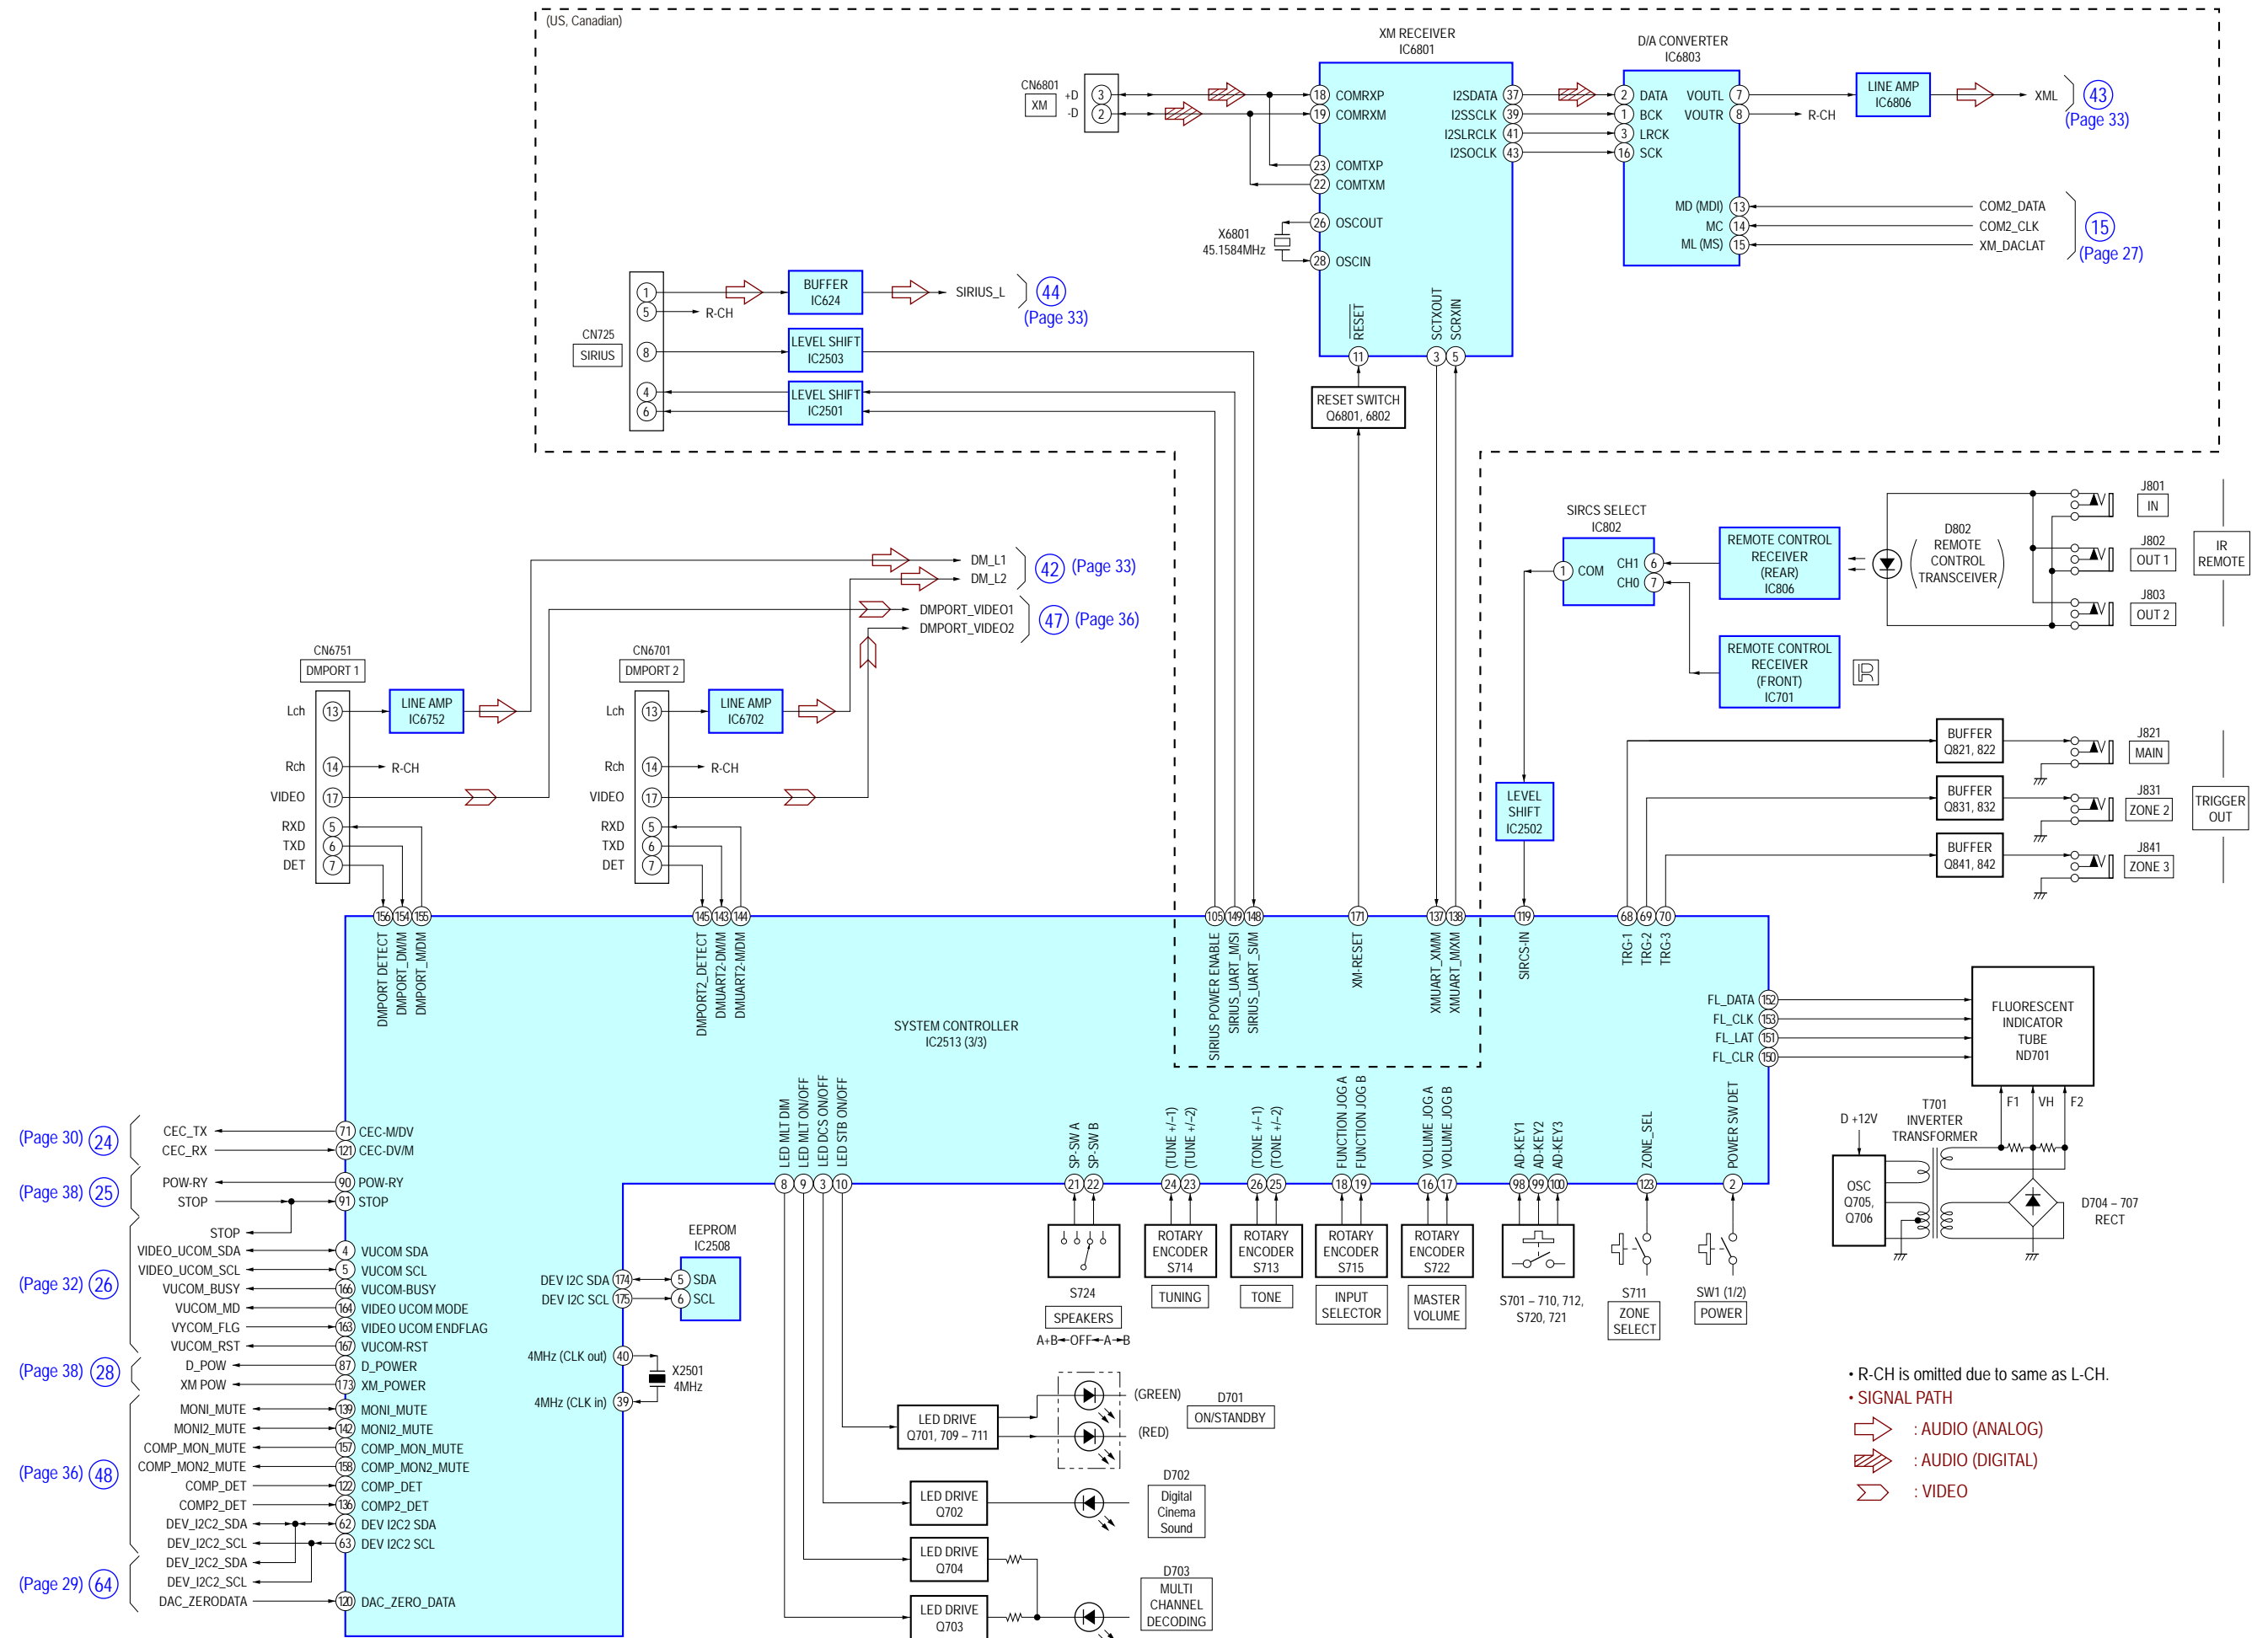 (US, Canadian)
XM RECEIVER
IC6801
D/A CONVERTER
IC6803
CN6801
XM
+D
-D
3
2
18 COMRXP
19 COMRXM
23 COMTXP
22 COMTXM
26 OSCOUT
28 OSCIN
X6801
45.1584MHz
I2SDATA 37
I2SSCLK 39
I2SLRCLK 41
I2SOCLK 43
RESET
11
SCTXOUT
3
SCRXIN
5
2 DATA
1 BCK
3 LRCK
16 SCK
VOUTL 7
VOUTR 8
R-CH
MD (MDI) 13
MC 14
ML (MS) 15
LINE AMP
IC6806
XML
43
(Page 33)
COM2_DATA
COM2_CLK
XM_DACLAT
15
(Page 27)
RESET SWITCH
Q6801, 6802
CN725
SIRIUS
1
5
8
4
6
R-CH
BUFFER
IC624
SIRIUS_L
44
(Page 33)
LEVEL SHIFT
IC2503
LEVEL SHIFT
IC2501
DM_L1
DM_L2
42 (Page 33)
DMPORT_VIDEO1
DMPORT_VIDEO2
47 (Page 36)
CN6751
DMPORT 1
Lch 13
LINE AMP
IC6752
Rch 14
R-CH
VIDEO 17
RXD 5
TXD 6
DET 7
CN6701
DMPORT 2
Lch 13
LINE AMP
IC6702
Rch 14
R-CH
VIDEO 17
RXD 5
TXD 6
DET 7
SIRCS SELECT
IC802
1 COM
CH1 6
CH0 7
REMOTE CONTROL
RECEIVER
(REAR)
IC806
REMOTE CONTROL
RECEIVER
(FRONT)
IC701
R
D802
REMOTE
CONTROL
TRANSCEIVER
J801
IN
J802
OUT 1
J803
OUT 2
IR
REMOTE
LEVEL
SHIFT
IC2502
BUFFER
Q821, 822
BUFFER
Q831, 832
BUFFER
Q841, 842
J821
MAIN
J831
ZONE 2
J841
ZONE 3
TRIGGER
OUT
156 DMPORT DETECT
154 DMPORT_DM/M
155 DMPORT_M/DM
145 DMPORT2_DETECT
143 DMUART2-DM/M
144 DMUART2-M/DM
105 SIRIUS POWER ENABLE
149 SIRIUS_UART_M/SI
148 SIRIUS_UART_SI/M
171 XM-RESET
137 XMUART_XM/M
138 XMUART_M/XM
119 SIRCS-IN
68 TRG-1
69 TRG-2
70 TRG-3
SYSTEM CONTROLLER
IC2513 (3/3)
FL_DATA 152
FL_CLK 153
FL_LAT 151
FL_CLR 150
FLUORESCENT
INDICATOR
TUBE
ND701
F1
VH
F2
D +12V
T701
INVERTER
TRANSFORMER
OSC
Q705,
Q706
D704 – 707
RECT
(Page 30) 24
CEC_TX 71 CEC-M/DV
CEC_RX 121 CEC-DV/M
(Page 38) 25
POW-RY 90 POW-RY
STOP 91 STOP
(Page 32) 26
STOP
VIDEO_UCOM_SDA 4 VUCOM SDA
VIDEO_UCOM_SCL 5 VUCOM SCL
VUCOM_BUSY 166 VUCOM-BUSY
VUCOM_MD 164 VIDEO UCOM MODE
VYCOM_FLG 163 VIDEO UCOM ENDFLAG
VUCOM_RST 167 VUCOM-RST
(Page 38) 28
D_POW 87 D_POWER
XM POW 173 XM_POWER
(Page 36) 48
MONI_MUTE 139 MONI_MUTE
MONI2_MUTE 142 MONI2_MUTE
COMP_MON_MUTE 157 COMP_MON_MUTE
COMP_MON2_MUTE 158 COMP_MON2_MUTE
COMP_DET 122 COMP_DET
COMP2_DET 136 COMP2_DET
DEV_I2C2_SDA 62 DEV I2C2 SDA
DEV_I2C2_SCL 63 DEV I2C2 SCL
(Page 29) 64
DEV_I2C2_SDA
DEV_I2C2_SCL
DAC_ZERODATA 120 DAC_ZERO_DATA
DEV I2C SDA 174
DEV I2C SCL 175
EEPROM
IC2508
5 SDA
6 SCL
4MHz (CLK out) 40
4MHz (CLK in) 39
X2501
4MHz
LED MLT DIM 8
LED MLT ON/OFF 9
LED DCS ON/OFF 3
LED STB ON/OFF 10
SP-SW A 21
SP-SW B 22
(TUNE +/–1) 24
(TUNE +/–2) 23
(TONE +/–1) 26
(TONE +/–2) 25
FUNCTION JOG A 18
FUNCTION JOG B 19
VOLUME JOG A 16
VOLUME JOG B 17
AD-KEY1 98
AD-KEY2 99
AD-KEY3 100
ZONE_SEL 123
POWER SW DET 2
S724
SPEAKERS
A+B OFF A B
ROTARY
ENCODER
S714
TUNING
ROTARY
ENCODER
S713
TONE
ROTARY
ENCODER
S715
INPUT
SELECTOR
ROTARY
ENCODER
S722
MASTER
VOLUME
S701 – 710, 712,
S720, 721
S711
ZONE
SELECT
SW1 (1/2)
POWER
LED DRIVE
Q701, 709 – 711
(GREEN)
(RED)
D701
ON/STANDBY
LED DRIVE
Q702
D702
Digital
Cinema
Sound
LED DRIVE
Q704
LED DRIVE
Q703
D703
MULTI
CHANNEL
DECODING
• R-CH is omitted due to same as L-CH.
• SIGNAL PATH
: AUDIO (ANALOG)
: AUDIO (DIGITAL)
: VIDEO